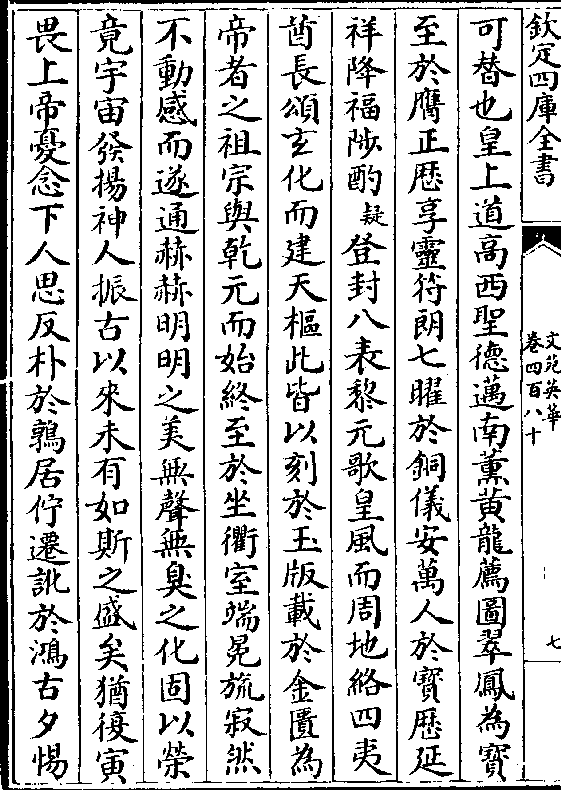 欽定四庫全書
文苑英華
卷四百八十
七
可替也皇上道高西聖德邁南薰黄龍薦圖翠鳳為寳
至於膺正厯享靈符朗七曜於銅儀安萬人於寳厯延
祥降福陟酌疑登封八表黎元歌皇風而周地絡四夷
酋長頌玄化而建天樞此皆以刻於玉版載於金匱為
帝者之祖宗與乾元而始終至於坐衢室端冕旒寂然
不動感而遂通赫赫明明之美無聲無臭之化固以榮
竟宇宙發揚神人振古以來未有如斯之盛矣猶復寅
畏上帝憂念下人思反朴於鶉居佇遷訛於鴻古夕惕